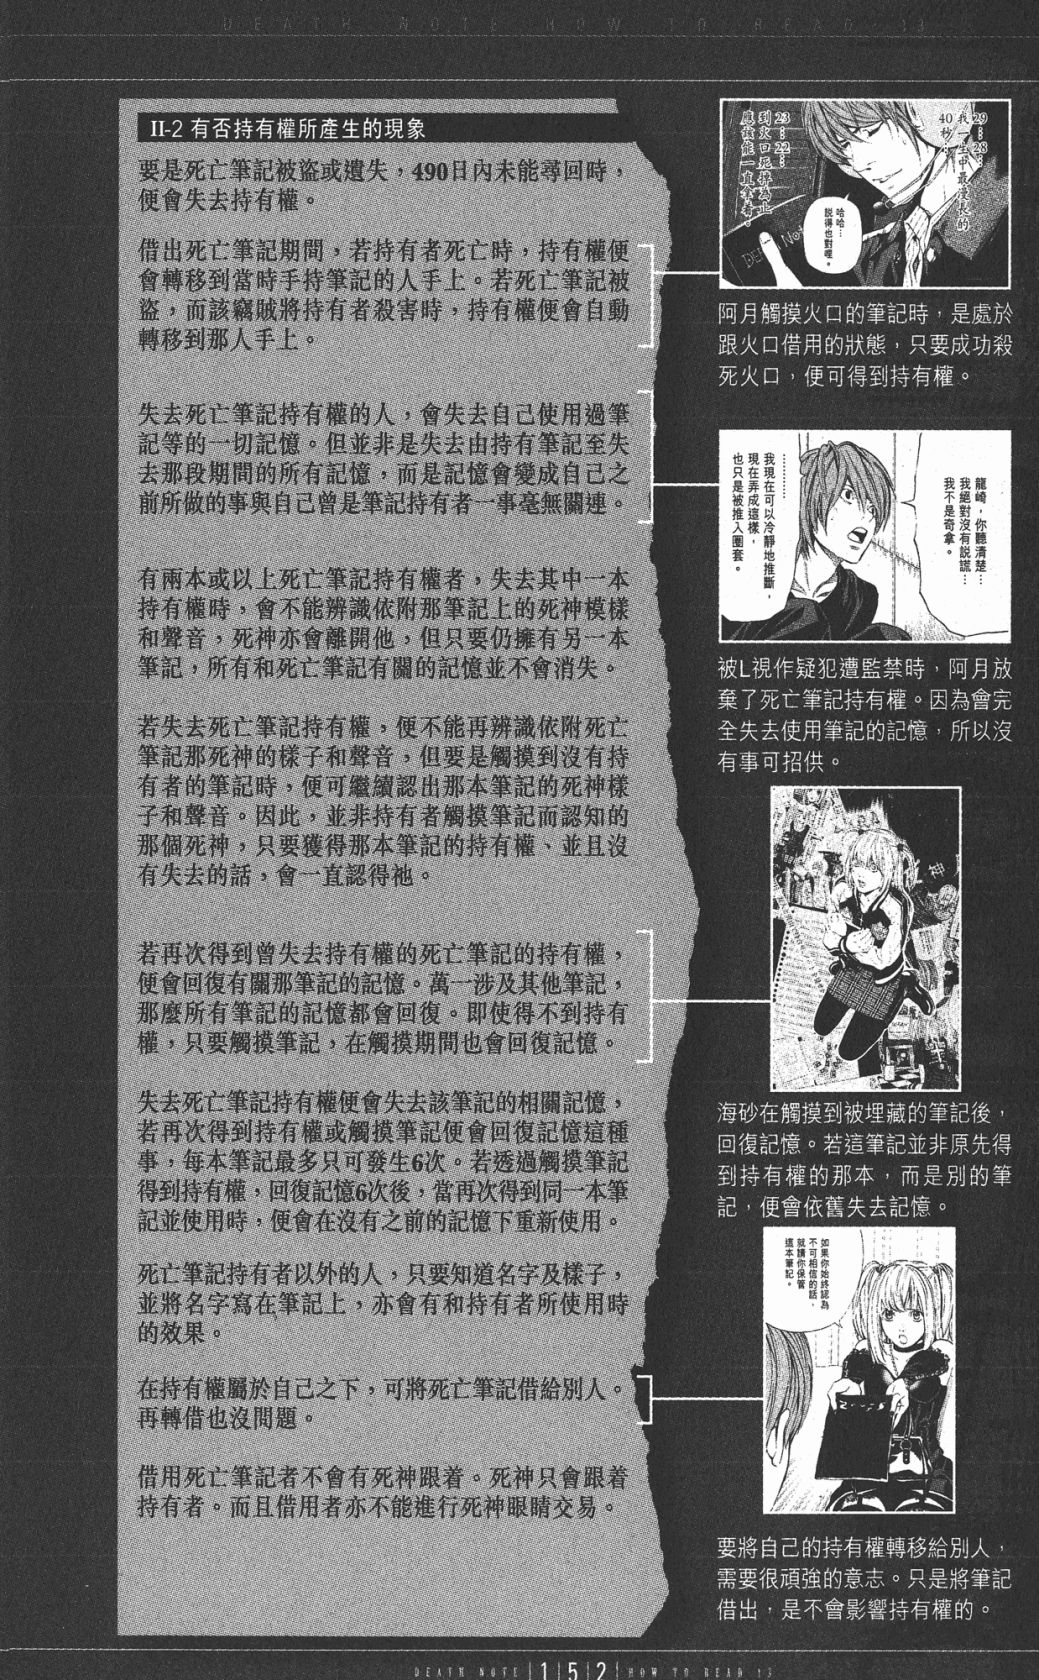 DEATH NOTE HOW TO READ 13
II-2 有否持有權所產生的現象
要是死亡筆記被盜或遺失，490日內未能尋回時，
便會失去持有權。
借出死亡筆記期間，若持有者死亡時，持有權便
會轉移到當時手持筆記的人手上。若死亡筆記被
盜，而該竊賊將持有者殺害時，持有權便會自動
轉移到那人手上。
失去死亡筆記持有權的人，會失去自己使用過筆
記等的一切記憶。但並非是失去由持有筆記至失
去那段期間的所有記憶，而是記憶會變成自己之
前所做的事與自己曾是筆記持有者一事毫無關連。
有兩本或以上死亡筆記持有權者，失去其中一本
持有權時，會不能辨識依附那筆記上的死神模樣
和聲音，死神亦會離開他，但只要仍擁有另一本
筆記，所有和死亡筆記有關的記憶並不會消失。
若失去死亡筆記持有權，便不能再辨識依附死亡
筆記那死神的樣子和聲音，但要是觸摸到沒有持
有者的筆記時，便可繼續認出那本筆記的死神樣
子和聲音。因此，並非持有者觸摸筆記而認知的
那個死神，只要獲得那本筆記的持有權、並且沒
有失去的話，會一直認得祂。
若再次得到曾失去持有權的死亡筆記的持有權，
便會回復有關那筆記的記憶。萬一涉及其他筆記，
那麼所有筆記的記憶都會回復。即使得不到持有
權，只要觸摸筆記，在觸摸期間也會回復記憶。
失去死亡筆記持有權便會失去該筆記的相關記憶，
若再次得到持有權或觸摸筆記便會回復記憶這種
事，每本筆記最多只可發生6次。若透過觸摸筆記
得到持有權，回復記憶6次後，當再次得到同一本筆
記並使用時，便會在沒有之前的記憶下重新使用。
死亡筆記持有者以外的人，只要知道名字及樣子，
並將名字寫在筆記上，亦會有和持有者所使用時
的效果。
在持有權屬於自己之下，可將死亡筆記借給別人。
再轉借也沒問題。
借用死亡筆記者不會有死神跟着。死神只會跟着
持有者。而且借用者亦不能進行死神眼睛交易。
29：28：
我一生中最漫長的
40秒
23：22：
到火口死掉為止
應該能一直拿着。
哈哈…
說得也對哩。
阿月觸摸火口的筆記時，是處於
跟火口借用的狀態，只要成功殺
死火口，便可得到持有權。
龍崎，你聽清楚…
我絕對沒有說謊…
我不是奇拿。
…………
我現在可以冷靜地推斷，
現在弄成這樣，
也只是被推入圈套。
被L視作疑犯遭監禁時，阿月放
棄了死亡筆記持有權。因為會完
全失去使用筆記的記憶，所以沒
有事可招供。
神
海砂在觸摸到被埋藏的筆記後，
回復記憶。若這筆記並非原先得
到持有權的那本，而是別的筆
記，便會依舊失去記憶。
如果你始終認為
不可相信的話，
就請你保管
這本筆記。
要將自己的持有權轉移給別人，
需要很頑強的意志。只是將筆記
借出，是不會影響持有權的。
DEATH NOTE |1|5|2| HOW TO READ 13